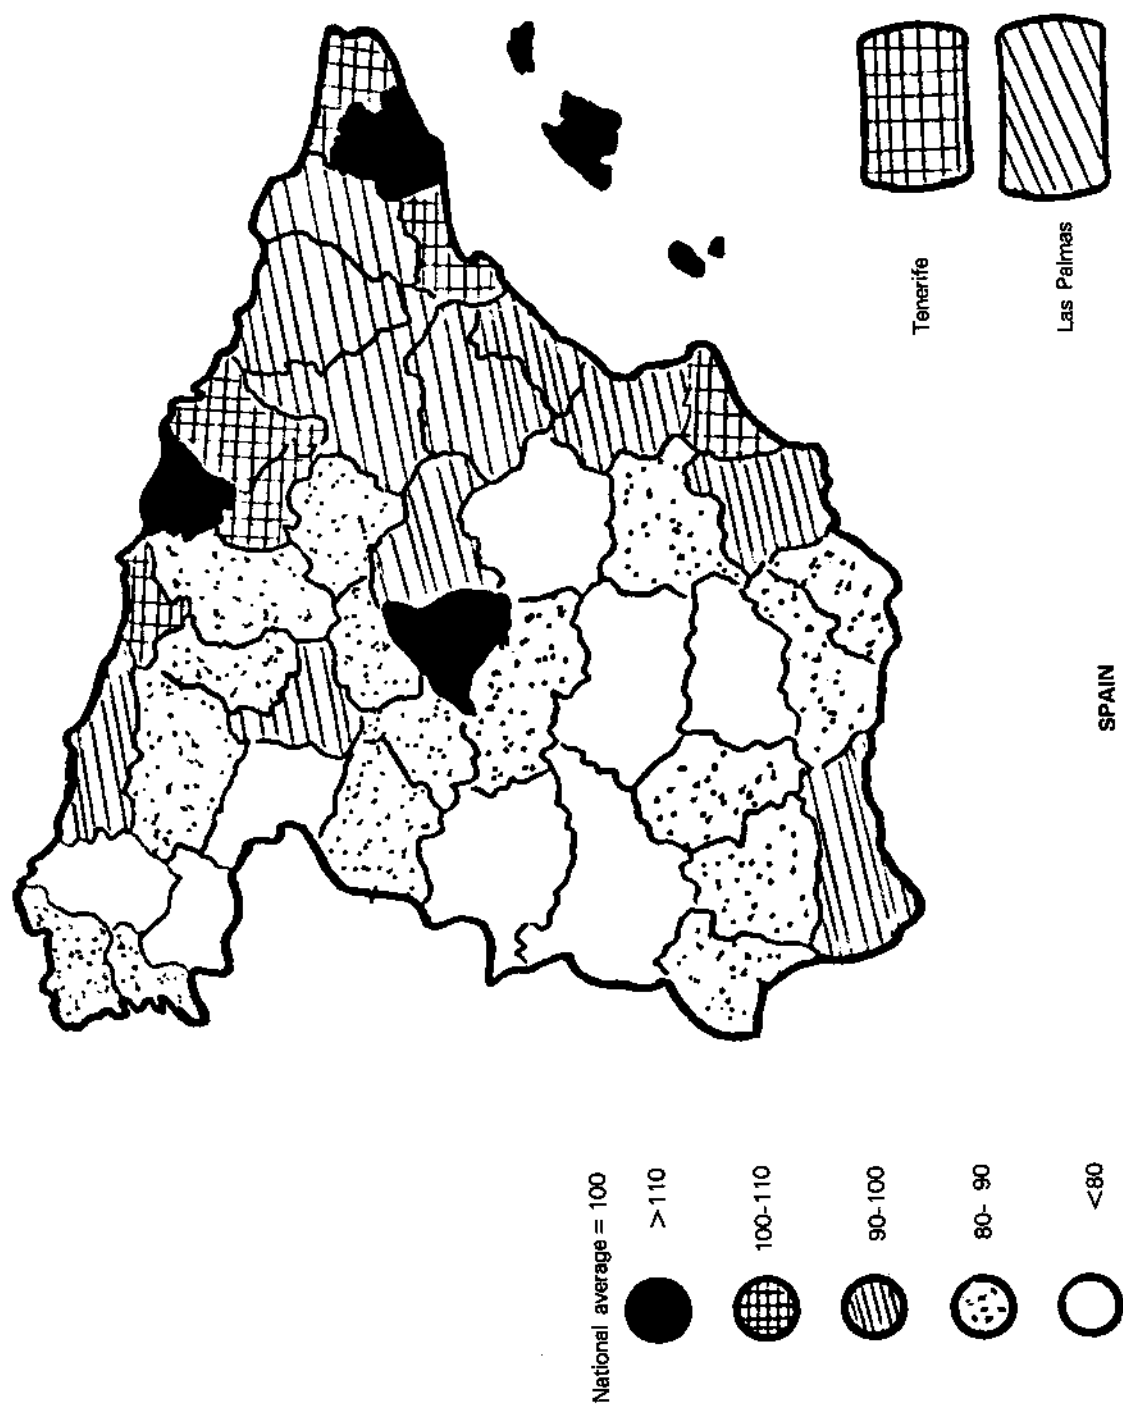 Tenerife
Las Palmas
SPAIN
National average = 100
>110
100-110
90-100
80- 90
<80